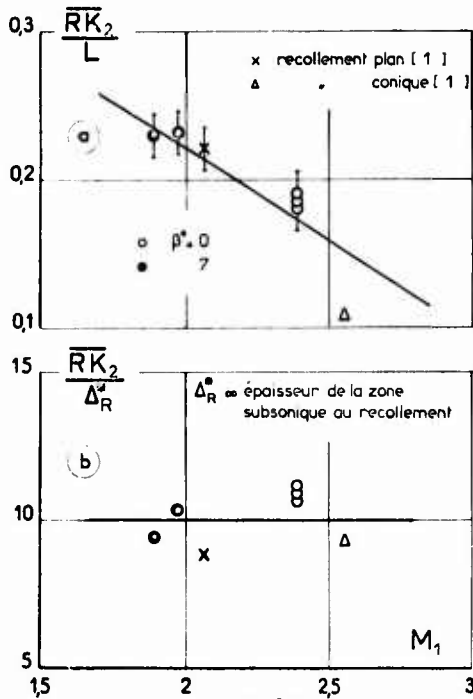 0,3
RK₂
L
x recollement plan [ 1 ]
Δ " conique [ 1 ]
a
0,2
○ β° = 0
● 7
0,1
15
RK₂
Δ*R
Δ*R ∞ épaisseur de la zone
subsonique au recollement
b
10
M₁
5
1,5 2 2,5 3